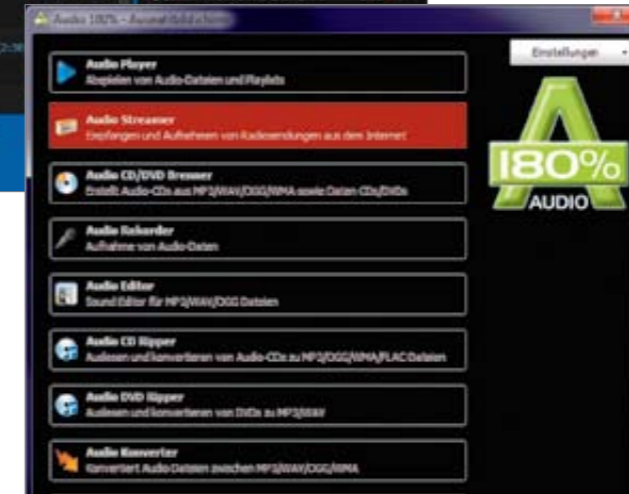 Audio 180% -
Einstellungen
Audio Player
Abspielen von Audio-Dateien und Playlists
Audio Streamer
Empfangen und Aufnehmen von Radiosendungen aus dem Internet
180%
AUDIO
Audio CD/DVD Brenner
Erstellt Audio-CDs aus MP3/WAV/OGG/WMA sowie Daten CDs/DVDs
Audio Rekorder
Aufnahme von Audio-Daten
Audio Editor
Sound Editor für MP3/WAV/OGG Dateien
Audio CD Ripper
Auslesen und konvertieren von Audio-CDs zu MP3/OGG/WMA/FLAC Dateien
Audio DVD Ripper
Auslesen und konvertieren von DVDs zu MP3/WAV
Audio Konverter
Konvertiert Audio Dateien zwischen MP3/WAV/OGG/WMA